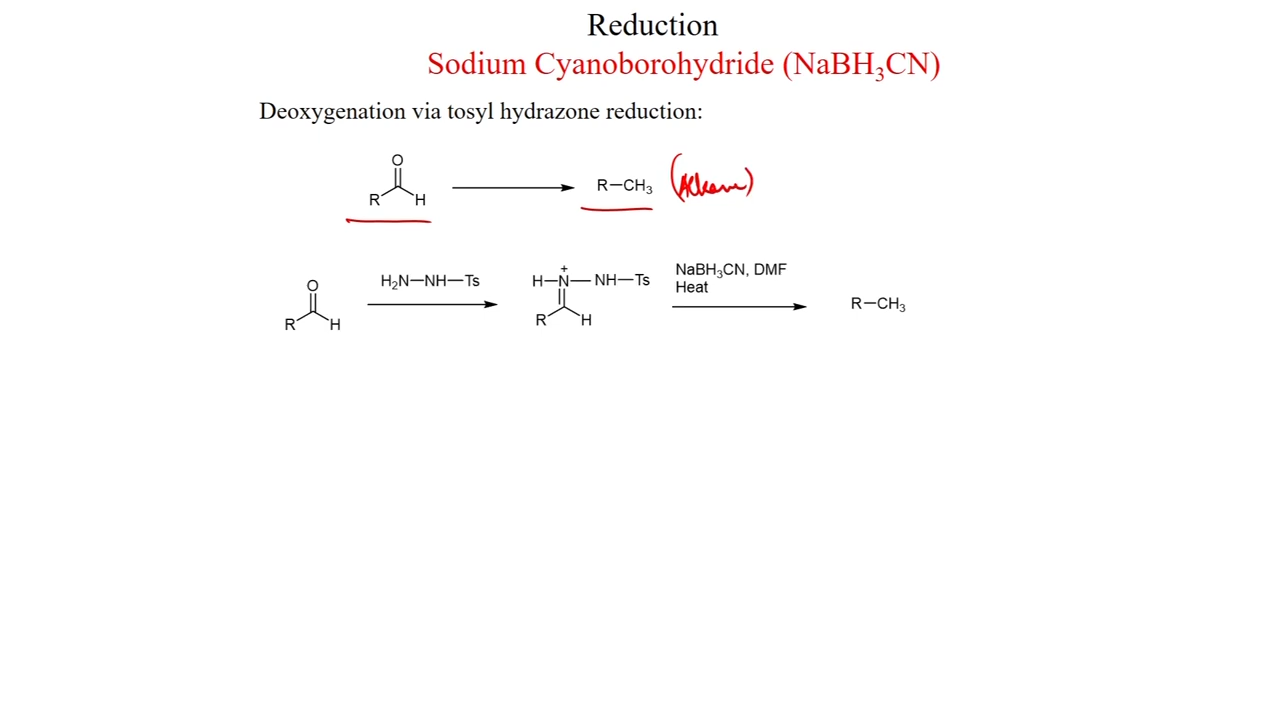 Reduction
Sodium Cyanoborohydride (NaBH₃CN)
Deoxygenation via tosyl hydrazone reduction:
O
R H
R−CH₃ (Alkane)
O
R H
H₂N−NH−Ts
+
H−N−NH−Ts
R H
NaBH₃CN, DMF
Heat
R−CH₃